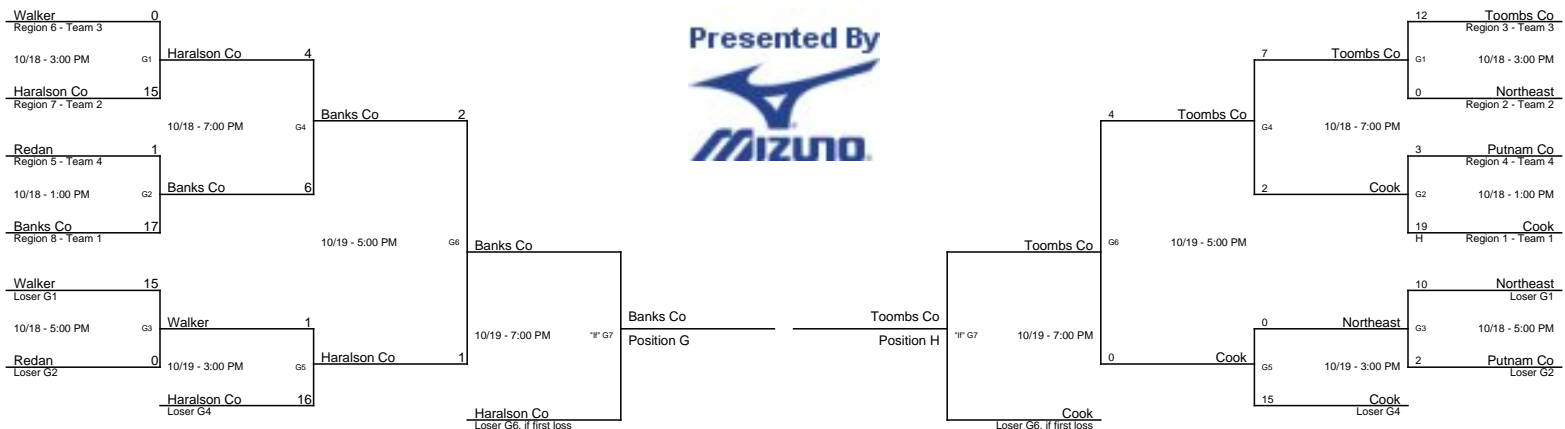 Walker 0
Region 6 - Team 3
10/18 - 3:00 PM G1
Haralson Co 15
Region 7 - Team 2
Haralson Co 4
10/18 - 7:00 PM G4
Redan 1
Region 5 - Team 4
10/18 - 1:00 PM G2
Banks Co 17
Region 8 - Team 1
Banks Co 6
Banks Co 2
10/19 - 5:00 PM G6
Walker 15
Loser G1
10/18 - 5:00 PM G3
Redan 0
Loser G2
Walker 1
10/19 - 3:00 PM G5
Haralson Co 16
Loser G4
Haralson Co 1
Banks Co
10/19 - 7:00 PM "If" G7
Haralson Co
Loser G6, if first loss
Banks Co
Position G
Presented By
MIZUNO
12 Toombs Co
Region 3 - Team 3
G1 10/18 - 3:00 PM
0 Northeast
Region 2 - Team 2
7 Toombs Co
G4 10/18 - 7:00 PM
3 Putnam Co
Region 4 - Team 4
G2 10/18 - 1:00 PM
19 Cook
H Region 1 - Team 1
2 Cook
4 Toombs Co
G6 10/19 - 5:00 PM
10 Northeast
Loser G1
G3 10/18 - 5:00 PM
2 Putnam Co
Loser G2
0 Northeast
G5 10/19 - 3:00 PM
15 Cook
Loser G4
0 Cook
Toombs Co
"If" G7 10/19 - 7:00 PM
Cook
Loser G6, if first loss
Toombs Co
Position H